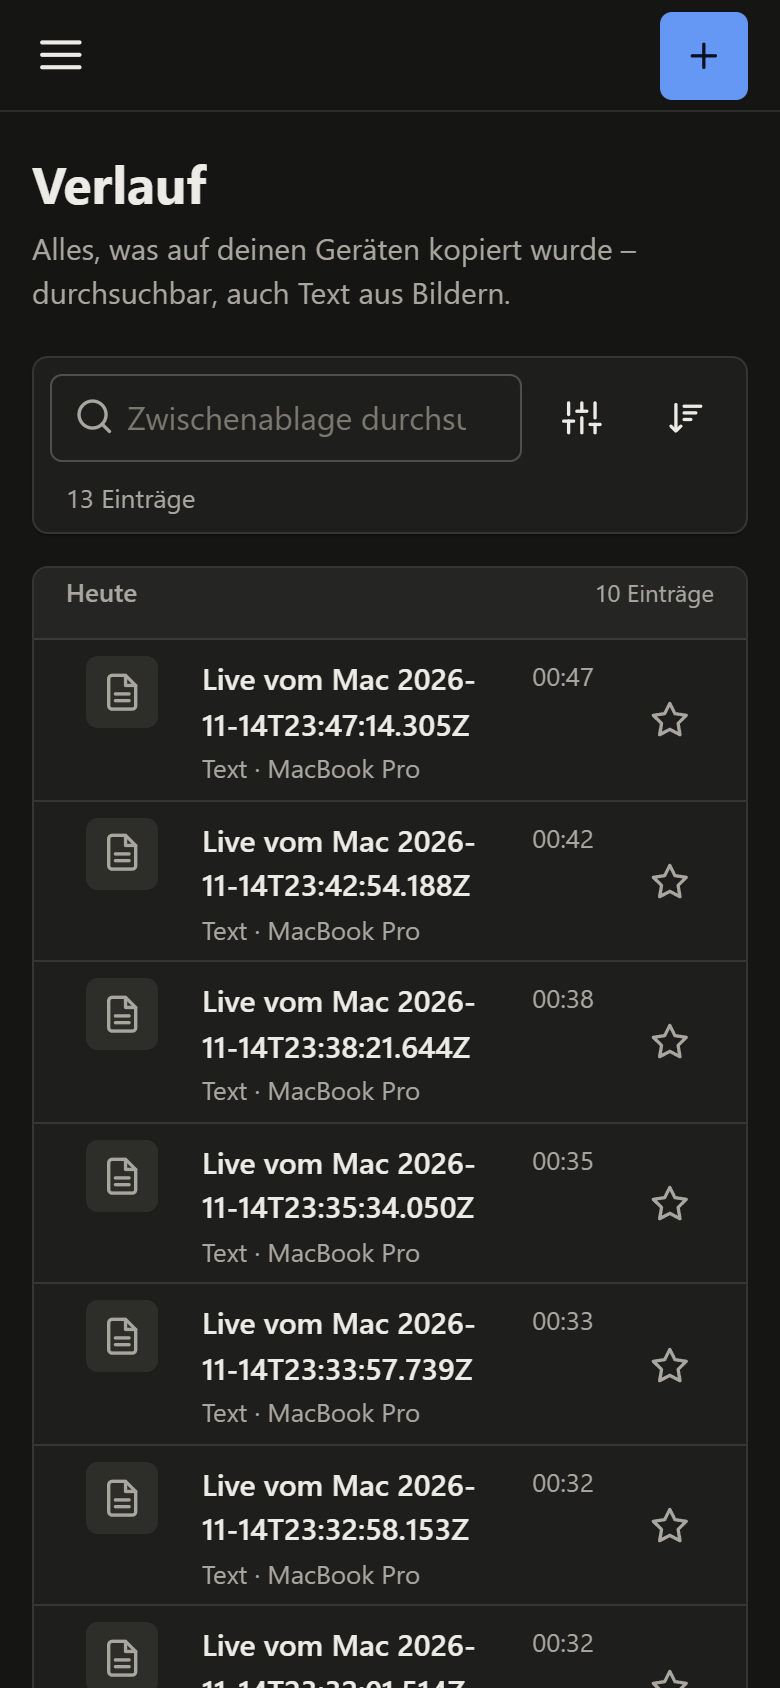 Verlauf
Alles, was auf deinen Geräten kopiert wurde –
durchsuchbar, auch Text aus Bildern.
Zwischenablage durchsu
13 Einträge
Heute 10 Einträge
Live vom Mac 2026- 00:47
11-14T23:47:14.305Z
Text · MacBook Pro
Live vom Mac 2026- 00:42
11-14T23:42:54.188Z
Text · MacBook Pro
Live vom Mac 2026- 00:38
11-14T23:38:21.644Z
Text · MacBook Pro
Live vom Mac 2026- 00:35
11-14T23:35:34.050Z
Text · MacBook Pro
Live vom Mac 2026- 00:33
11-14T23:33:57.739Z
Text · MacBook Pro
Live vom Mac 2026- 00:32
11-14T23:32:58.153Z
Text · MacBook Pro
Live vom Mac 2026- 00:32